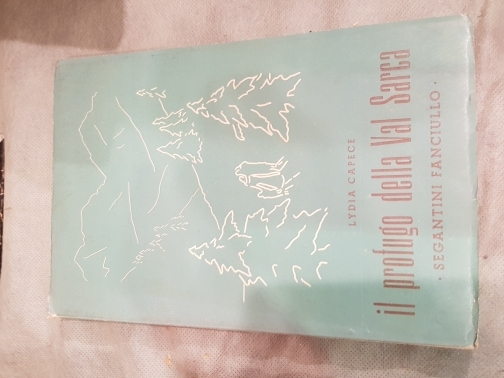 LYDIA CAPECE
il profugo della Val Sarca
· SEGANTINI FANCIULLO ·